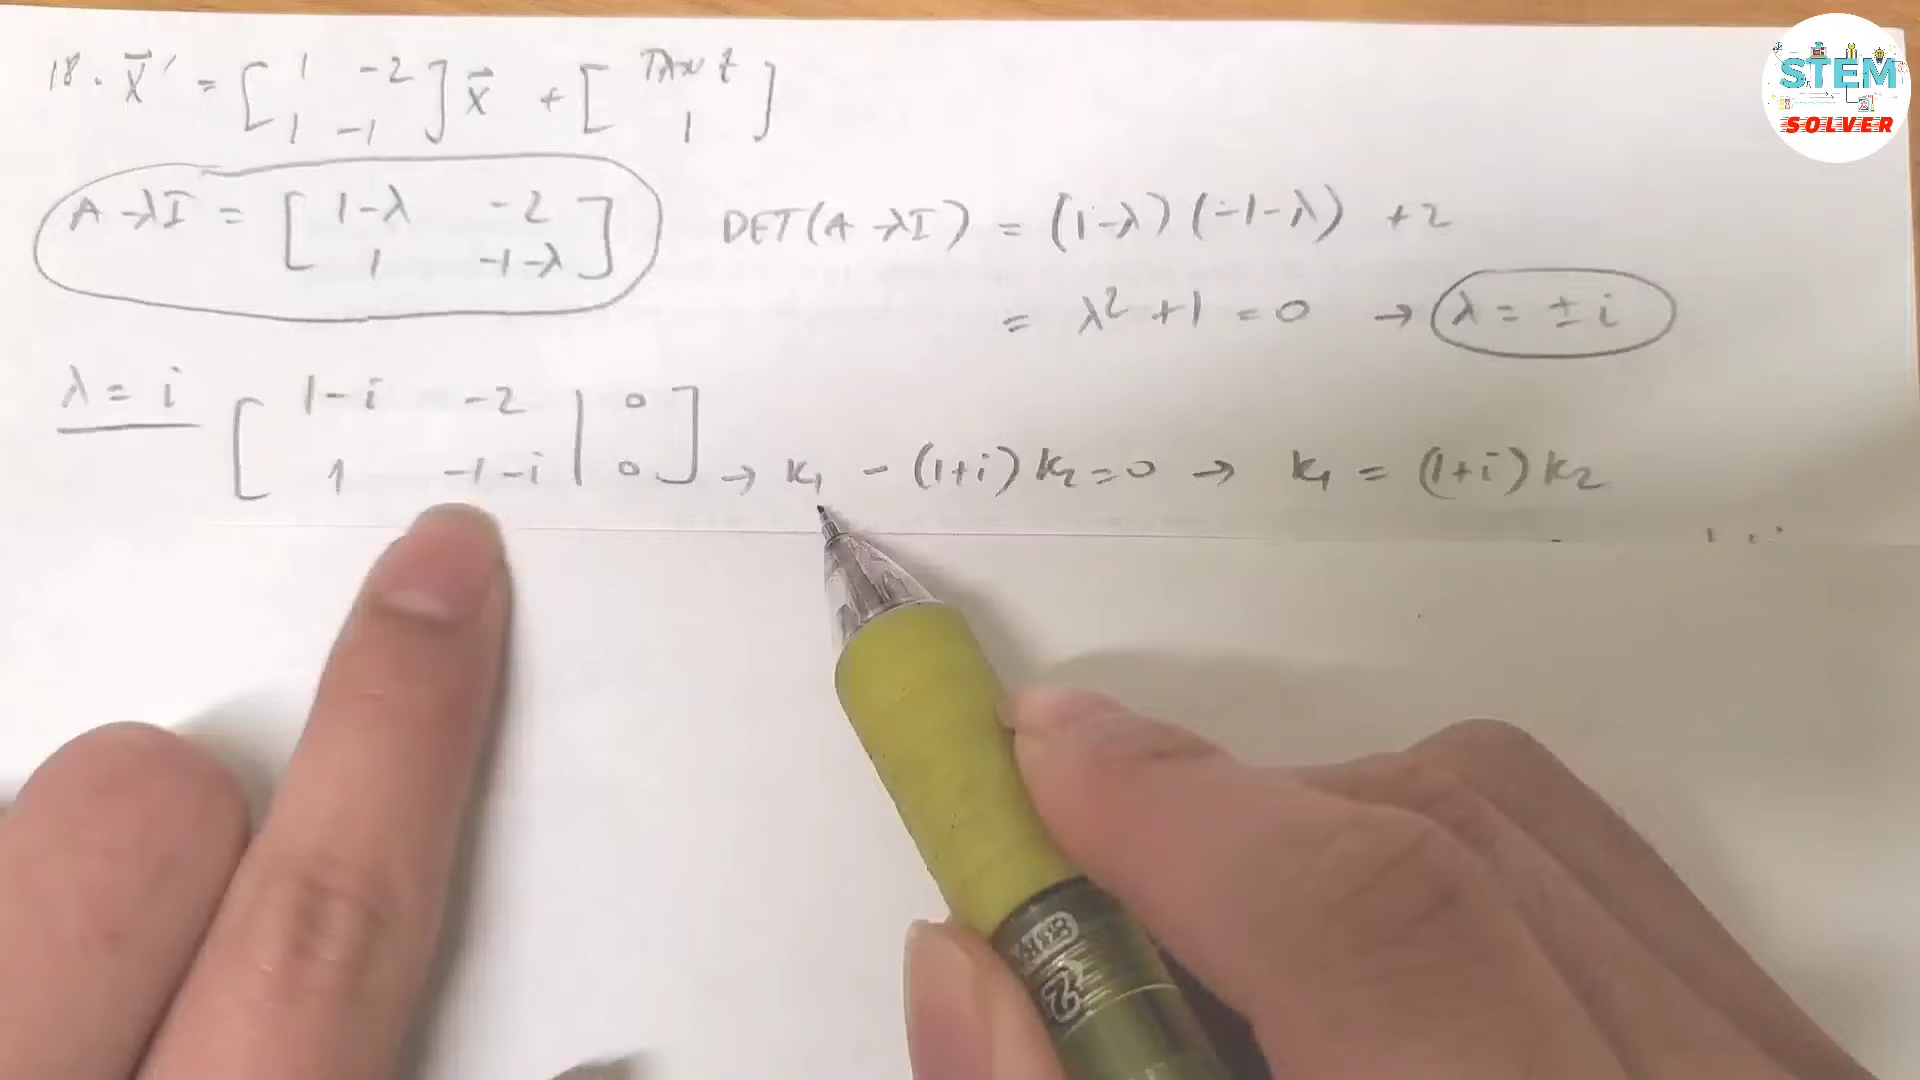 18. X⃗' = [ 1 -2 ; 1 -1 ] X⃗ + [ TAN t ; 1 ]
A-λI = [ 1-λ -2 ; 1 -1-λ ]
DET(A-λI) = (1-λ)(-1-λ) +2
= λ² +1 = 0 → λ = ± i
λ = i [ 1-i -2 | 0 ; 1 -1-i | 0 ] → K₁ - (1+i) K₂ = 0 → K₁ = (1+i) K₂
STEM
SOLVER